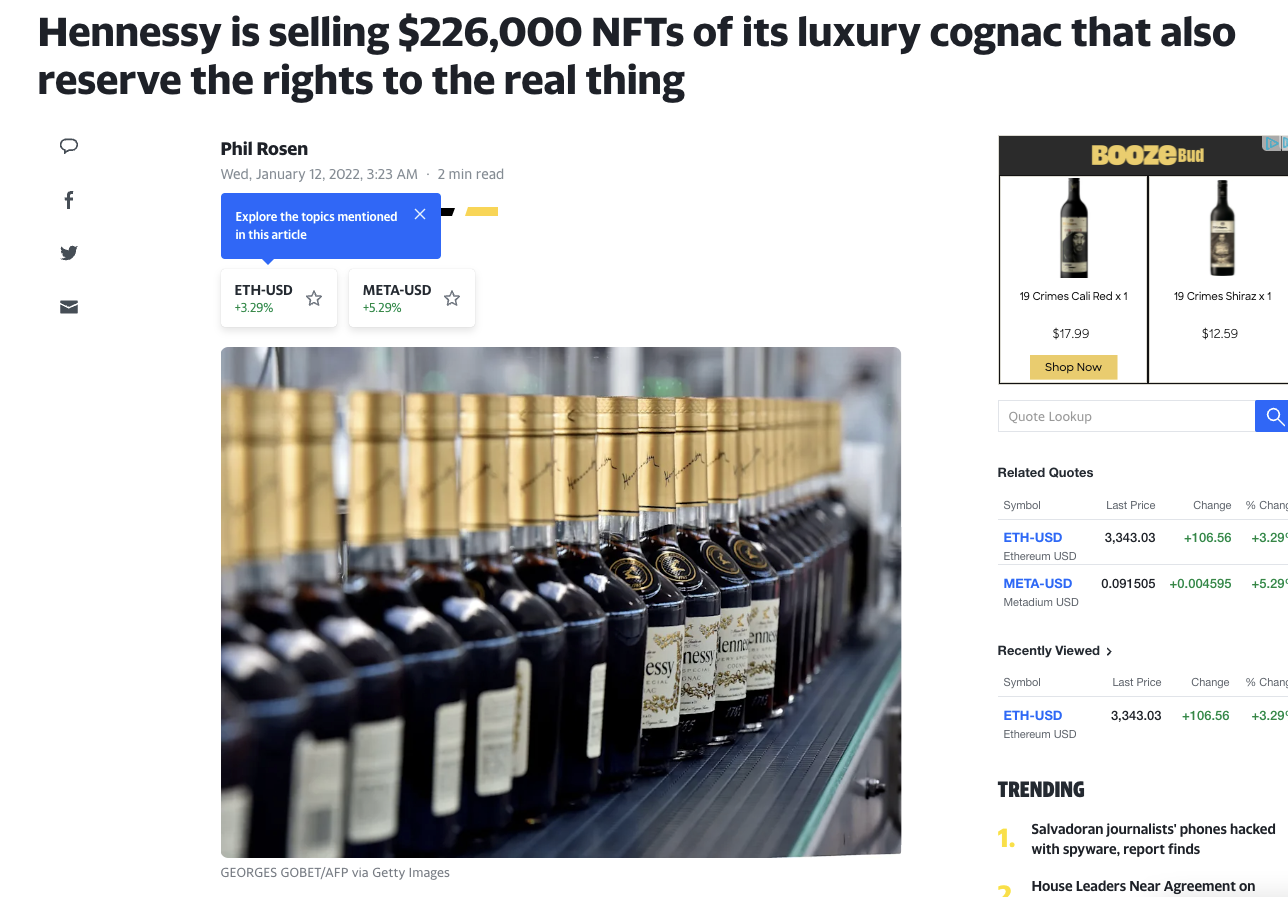 Hennessy is selling $226,000 NFTs of its luxury cognac that also
reserve the rights to the real thing
Phil Rosen
Wed, January 12, 2022, 3:23 AM · 2 min read
Explore the topics mentioned
in this article
ETH-USD
+3.29%
META-USD
+5.29%
Hennessy
Hennessy
Hennessy
Hennessy
GEORGES GOBET/AFP via Getty Images
BOOZEBUD
19 Crimes Cali Red x 1
$17.99
Shop Now
19 Crimes Shiraz x 1
$12.59
Quote Lookup
Related Quotes
Symbol Last Price Change %
ETH-USD 3,343.03 +106.56 +3.29
Ethereum USD
META-USD 0.091505 +0.004595 +5.29
Metadium USD
Recently Viewed >
Symbol Last Price Change %
ETH-USD 3,343.03 +106.56 +3.29
Ethereum USD
TRENDING
1. Salvadoran journalists' phones hacked
with spyware, report finds
2. House Leaders Near Agreement on